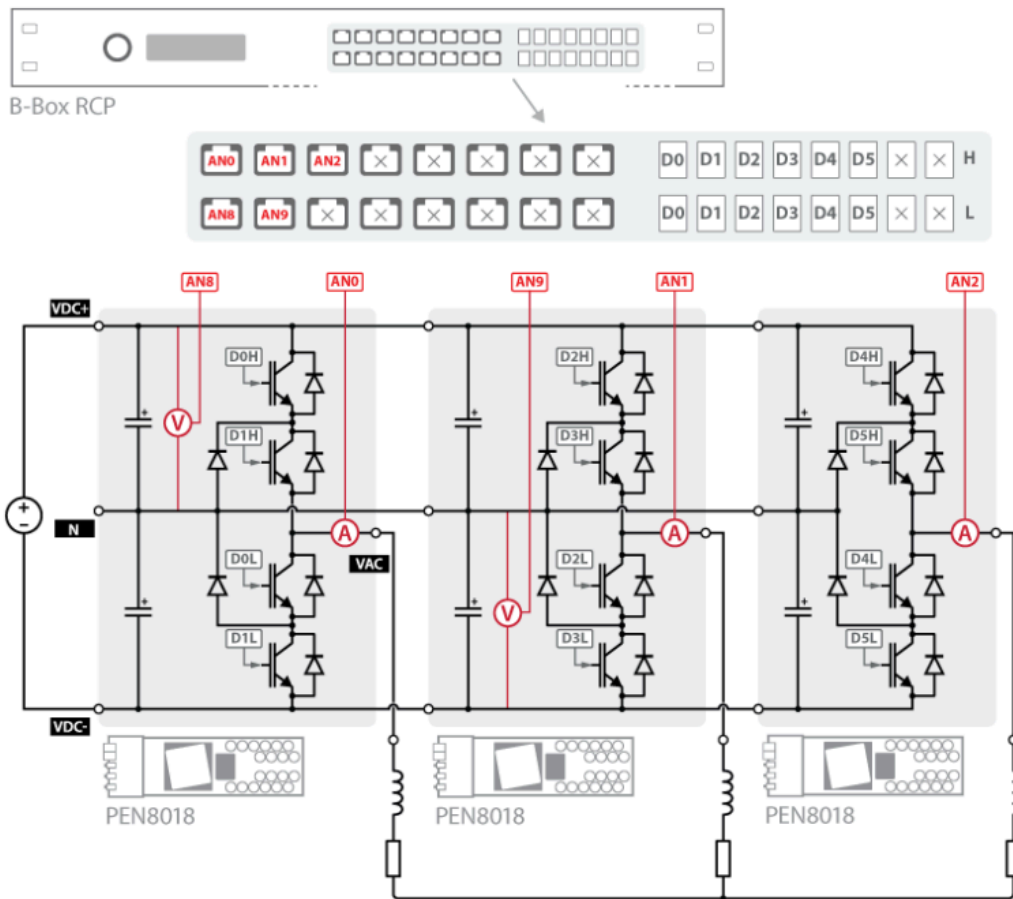 B-Box RCP
AN0 AN1 AN2 D0 D1 D2 D3 D4 D5 H
AN8 AN9 D0 D1 D2 D3 D4 D5 L
AN8 AN0 AN9 AN1 AN2
VDC+
D0H D2H D4H
V
D1H D3H D5H
N
A A A
VAC
D0L D2L D4L
V
D1L D3L D5L
VDC-
PEN8018 PEN8018 PEN8018